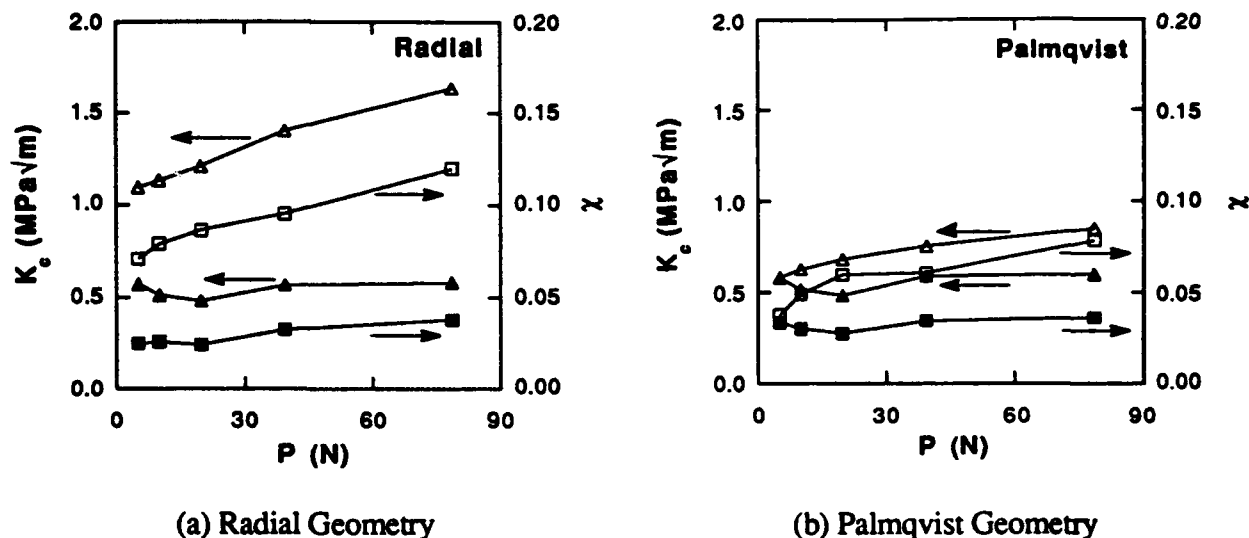 2.0
0.20
Radial
1.5
0.15
K_c (MPa√m)
1.0
0.10
χ
0.5
0.05
0.0
0.00
0 30 60 90
P (N)
(a) Radial Geometry
2.0
0.20
Palmqvist
1.5
0.15
K_c (MPa√m)
1.0
0.10
χ
0.5
0.05
0.0
0.00
0 30 60 90
P (N)
(b) Palmqvist Geometry